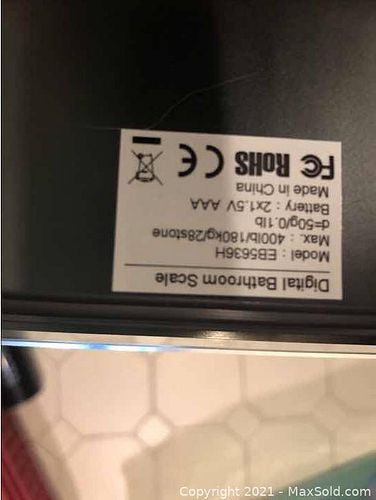 Digital Bathroom Scale
Model : EB5636H
Max. : 400lb/180kg/28stone
d=50g/0.1lb
Battery : 2x1.5V AAA
Made in China
FC RoHS CE
Copyright © 2021 - MaxSold.com